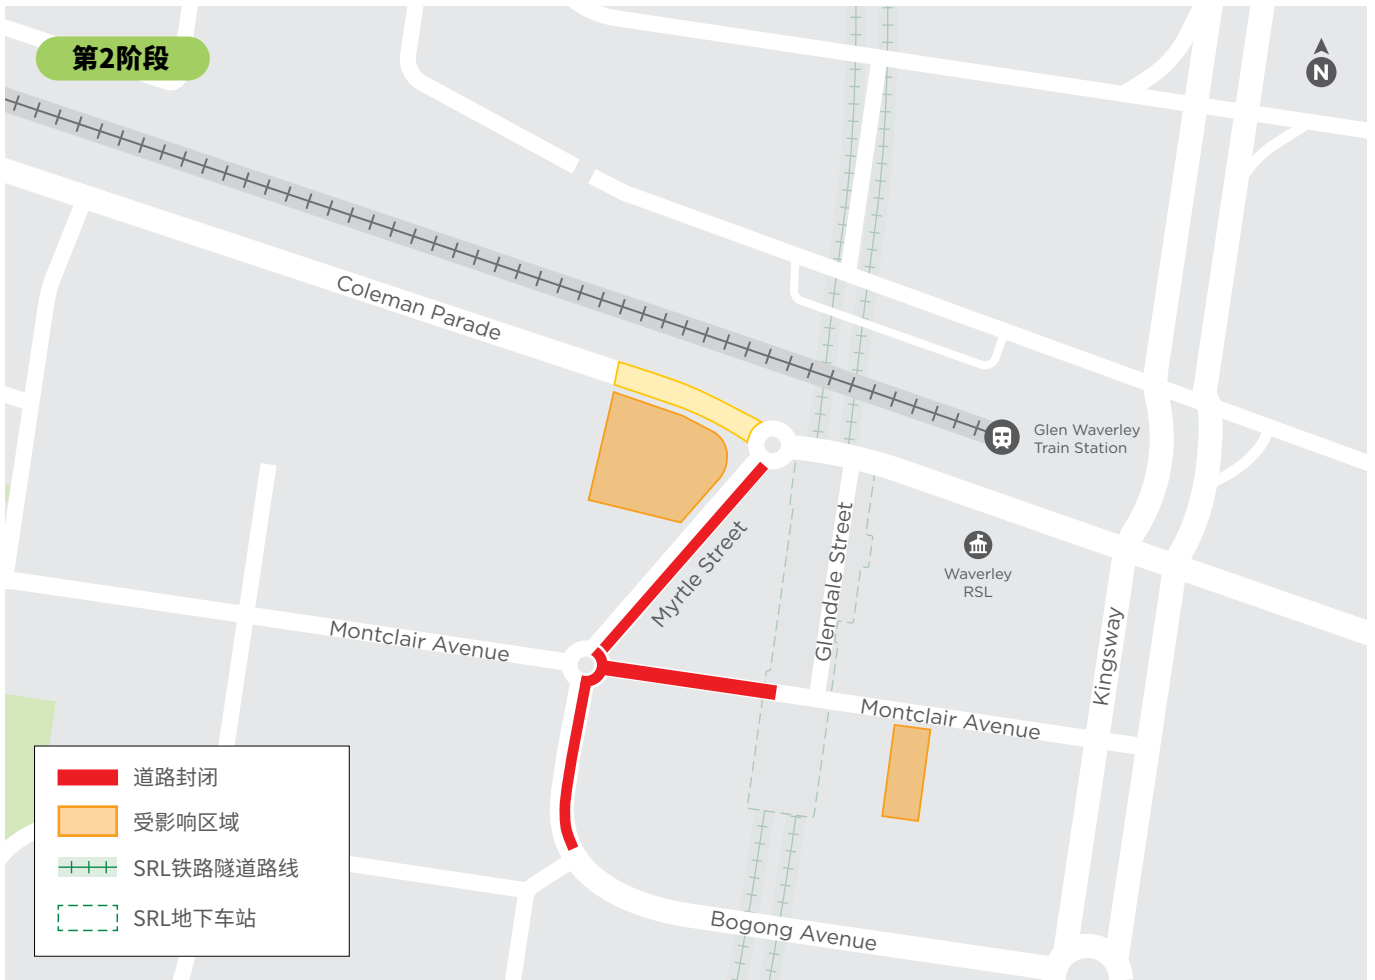 第2阶段
N
Coleman Parade
Glen Waverley
Train Station
Myrtle Street
Glendale Street
Waverley
RSL
Kingsway
Montclair Avenue
Montclair Avenue
Bogong Avenue
道路封闭
受影响区域
SRL铁路隧道路线
SRL地下车站